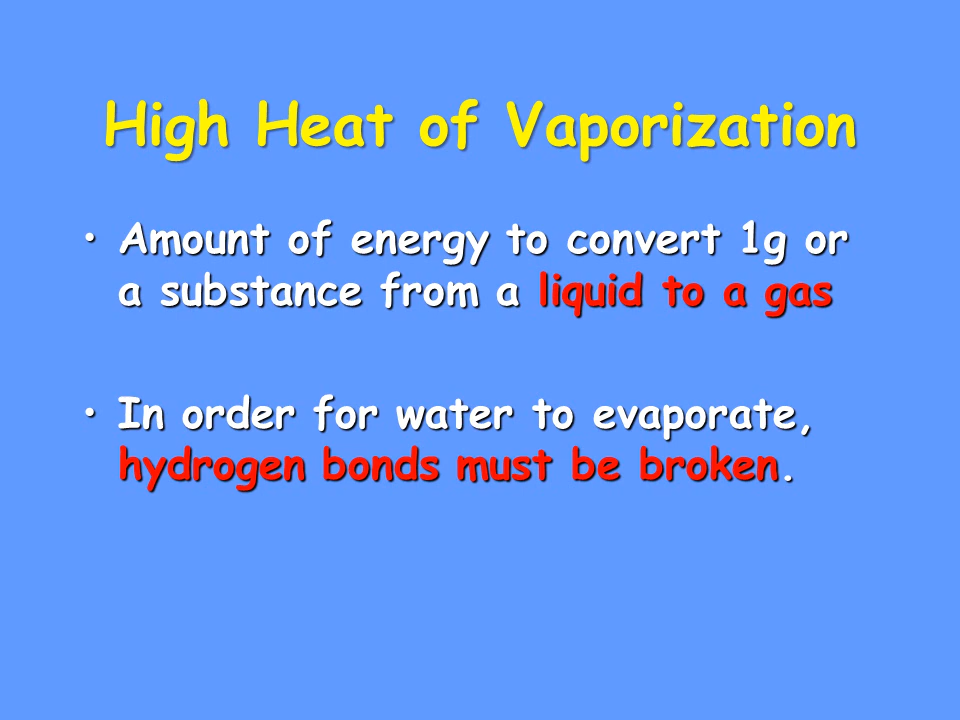 High Heat of Vaporization
• Amount of energy to convert 1g or
a substance from a liquid to a gas
• In order for water to evaporate,
hydrogen bonds must be broken.